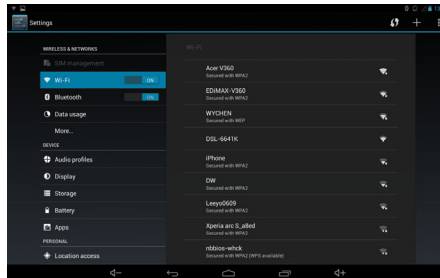 Settings
WIRELESS & NETWORKS
SIM management
Wi-Fi
ON
Bluetooth
ON
Data usage
More...
DEVICE
Audio profiles
Display
Storage
Battery
Apps
PERSONAL
Location access
Wi-Fi
Acer V360
Secured with WPA2
EDiMAX-V360
Secured with WPA2
WYCHEN
Secured with WEP
DSL-6641K
iPhone
Secured with WPA2
DW
Secured with WPA2
Leeyo0609
Secured with WPA2
Xperia arc S_a8ed
Secured with WPA2
nbbios-whck
Secured with WPA2 (WPS available)